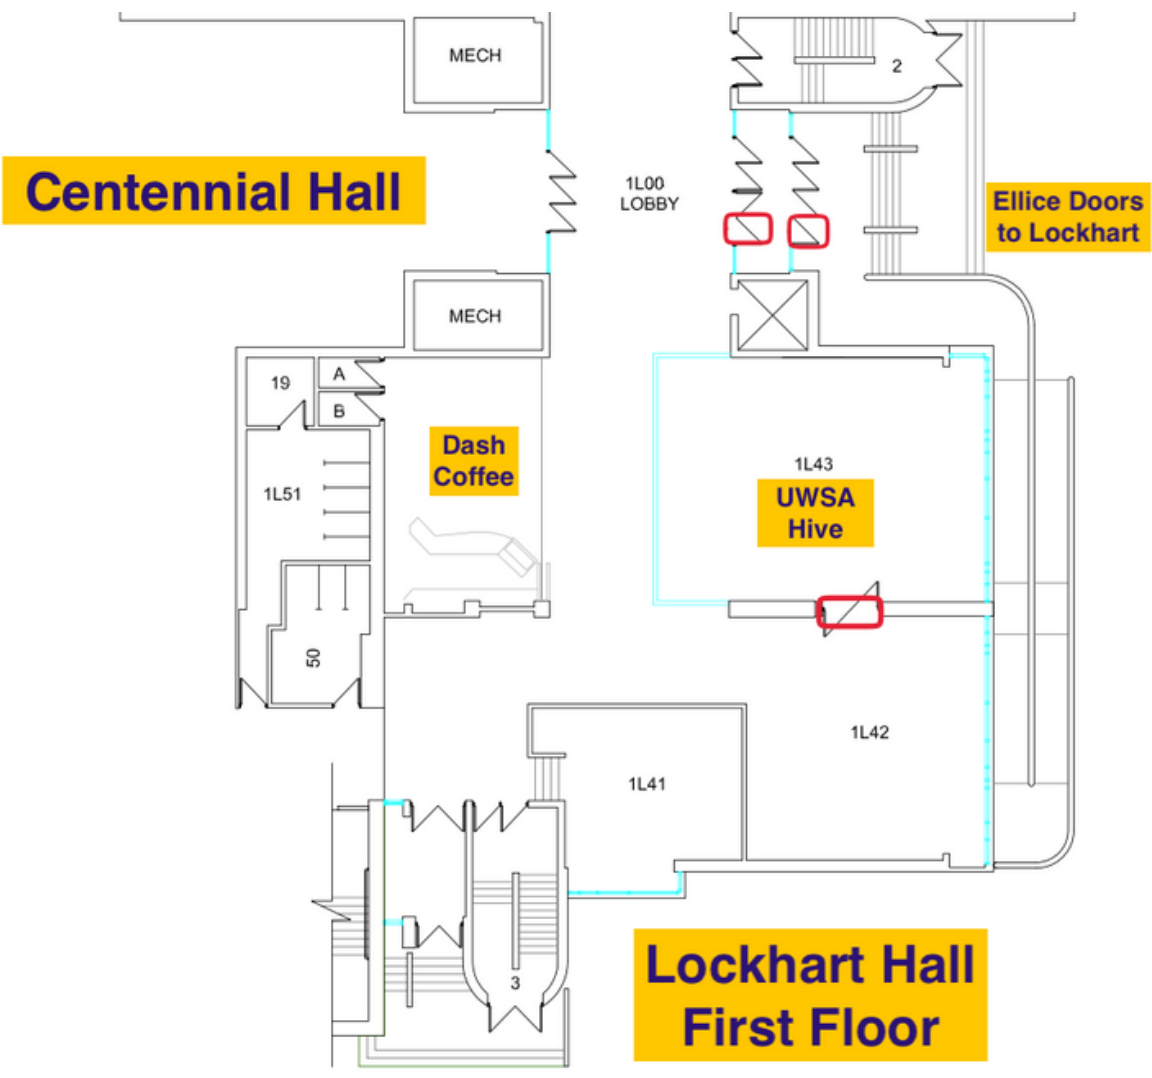 MECH
2
Centennial Hall
1L00
LOBBY
Ellice Doors
to Lockhart
MECH
19
A
B
Dash
Coffee
1L43
UWSA
Hive
1L51
50
1L42
1L41
3
Lockhart Hall
First Floor